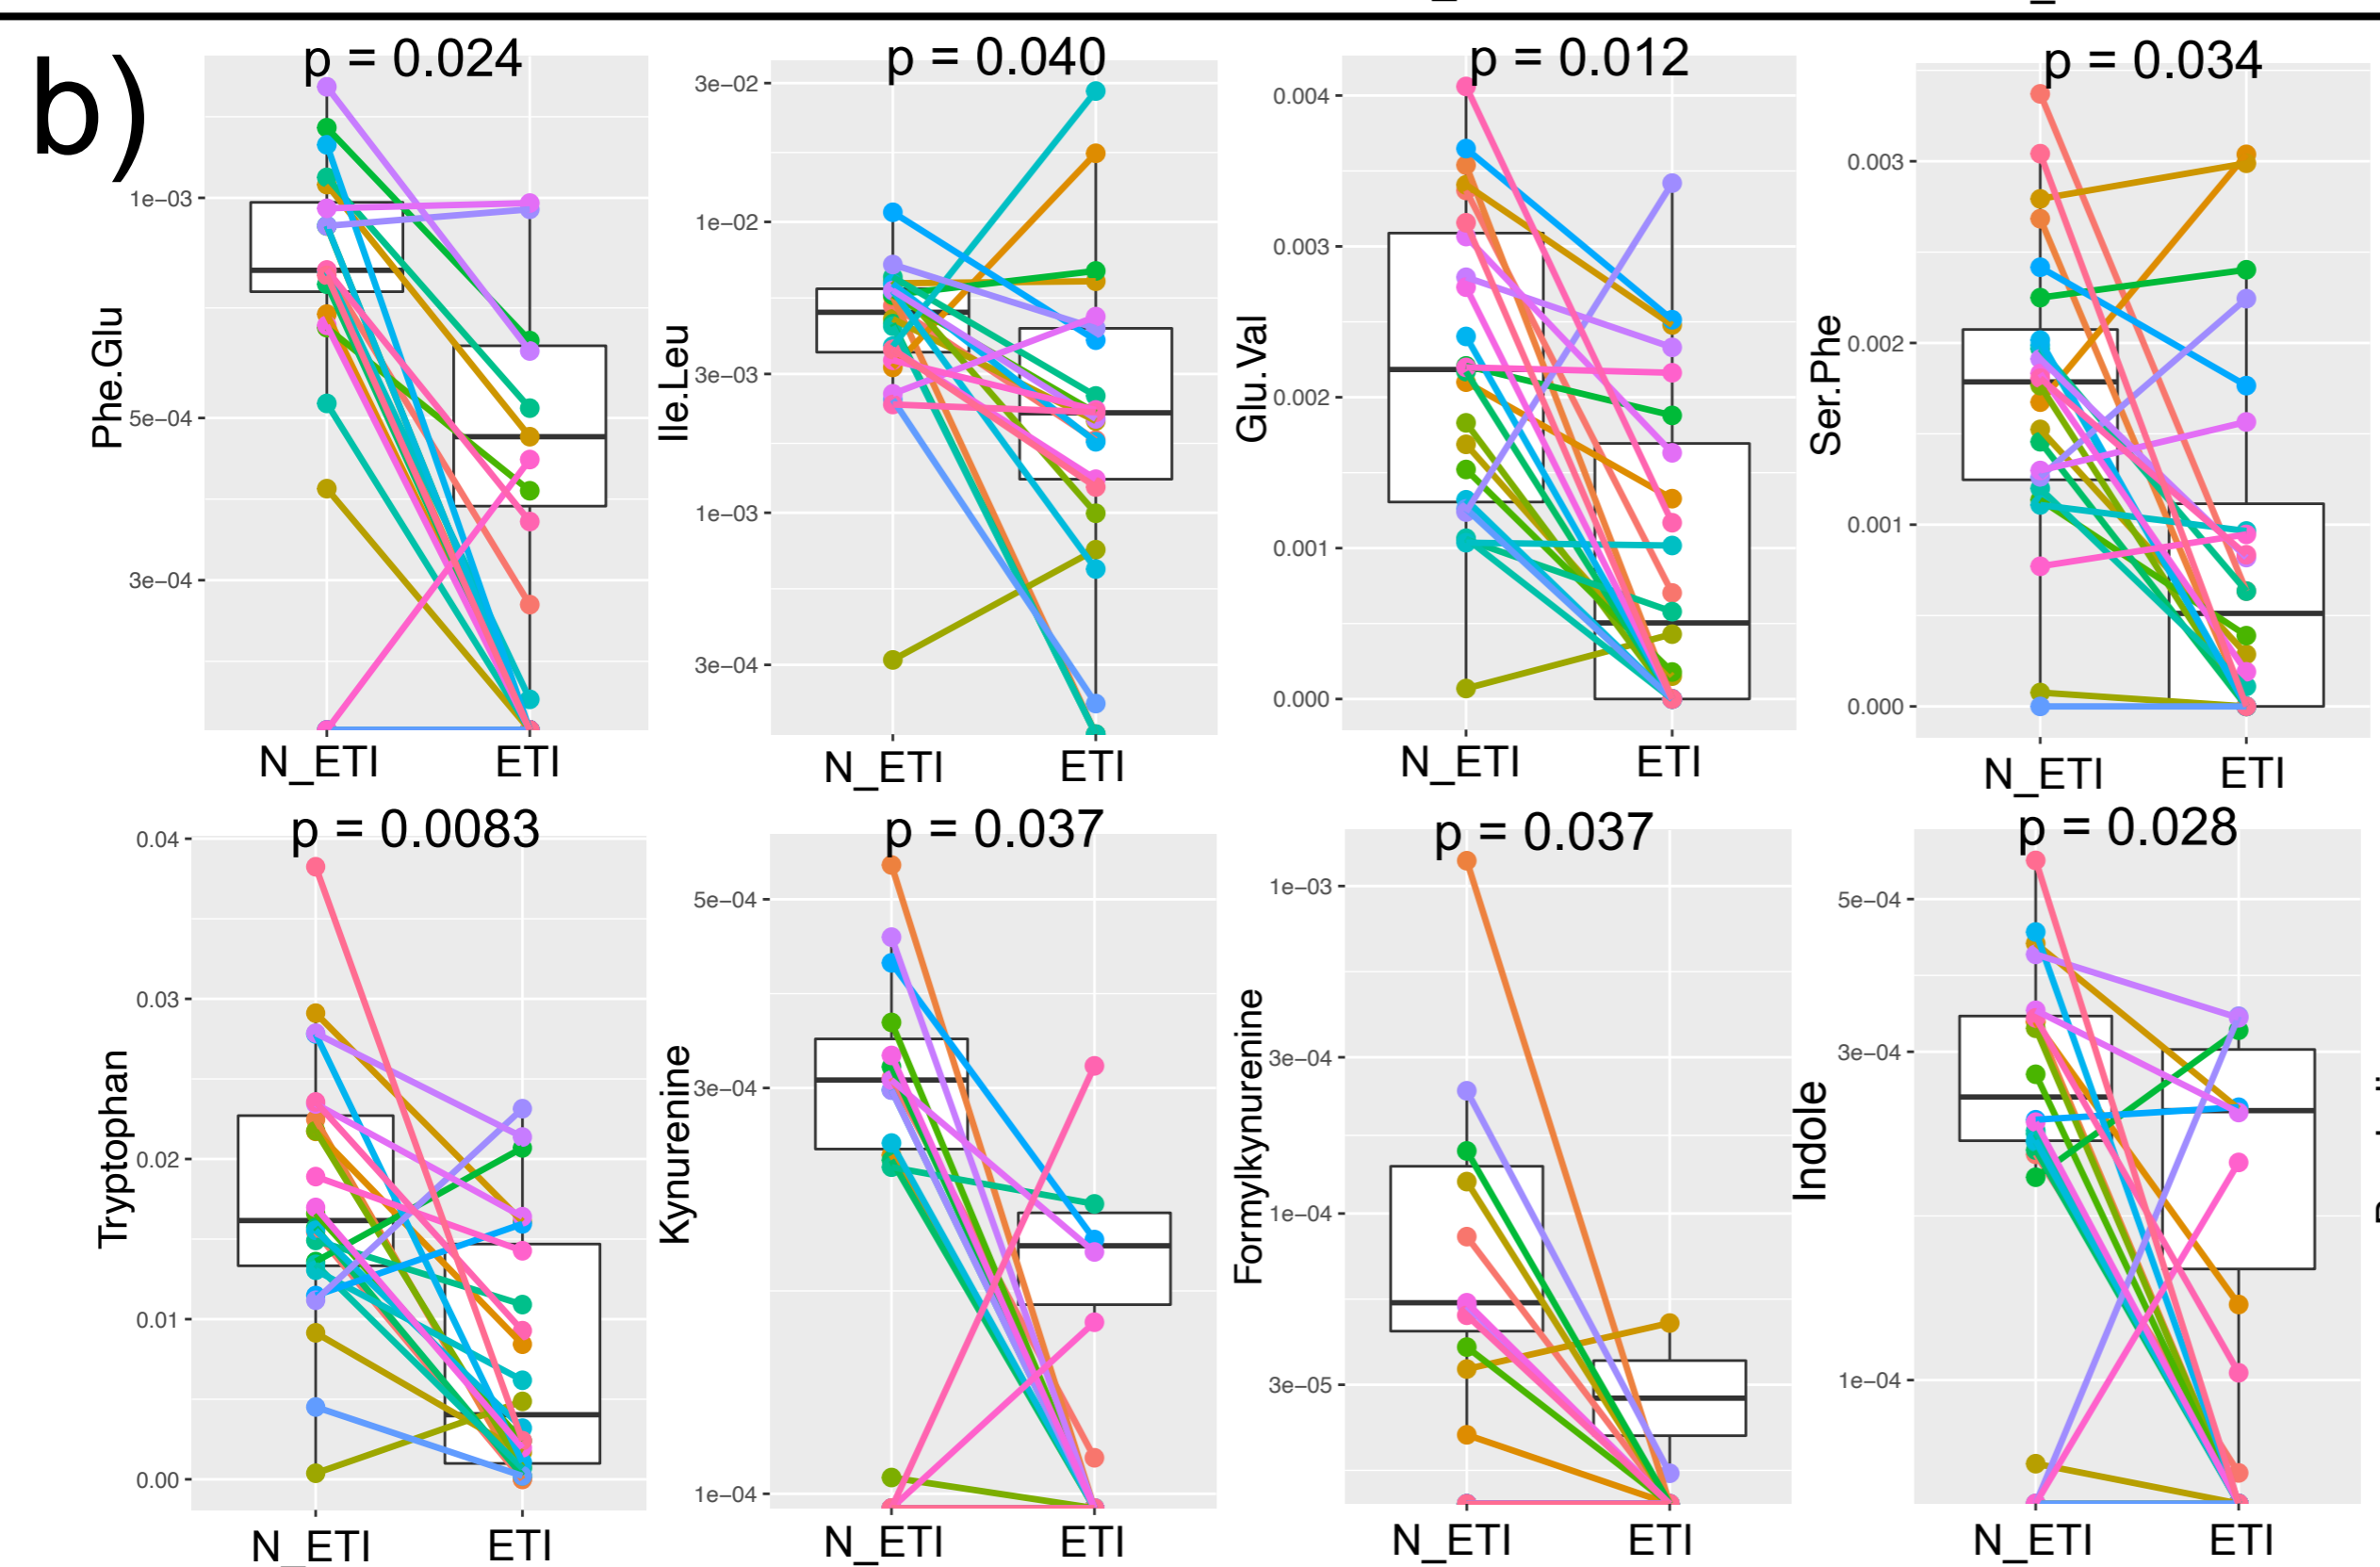 b)
p = 0.024
Phe.Glu
1e−03
5e−04
3e−04
N_ETI
ETI
p = 0.040
Ile.Leu
3e−02
1e−02
3e−03
1e−03
3e−04
N_ETI
ETI
p = 0.012
Glu.Val
0.004
0.003
0.002
0.001
0.000
N_ETI
ETI
p = 0.034
Ser.Phe
0.003
0.002
0.001
0.000
N_ETI
ETI
p = 0.0083
Tryptophan
0.04
0.03
0.02
0.01
0.00
N_ETI
ETI
p = 0.037
Kynurenine
5e−04
3e−04
1e−04
N_ETI
ETI
p = 0.037
Formylkynurenine
1e−03
3e−04
1e−04
3e−05
N_ETI
ETI
p = 0.028
Indole
5e−04
3e−04
1e−04
N_ETI
ETI